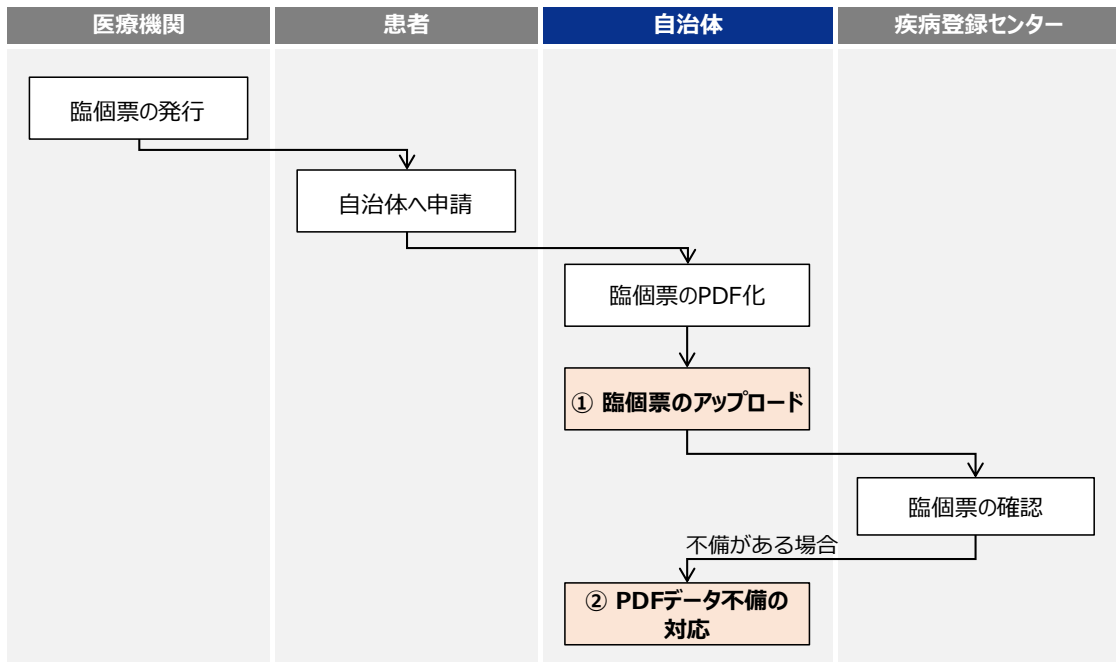 医療機関
患者
自治体
疾病登録センター
臨個票の発行
自治体へ申請
臨個票のPDF化
① 臨個票のアップロード
臨個票の確認
不備がある場合
② PDFデータ不備の
対応